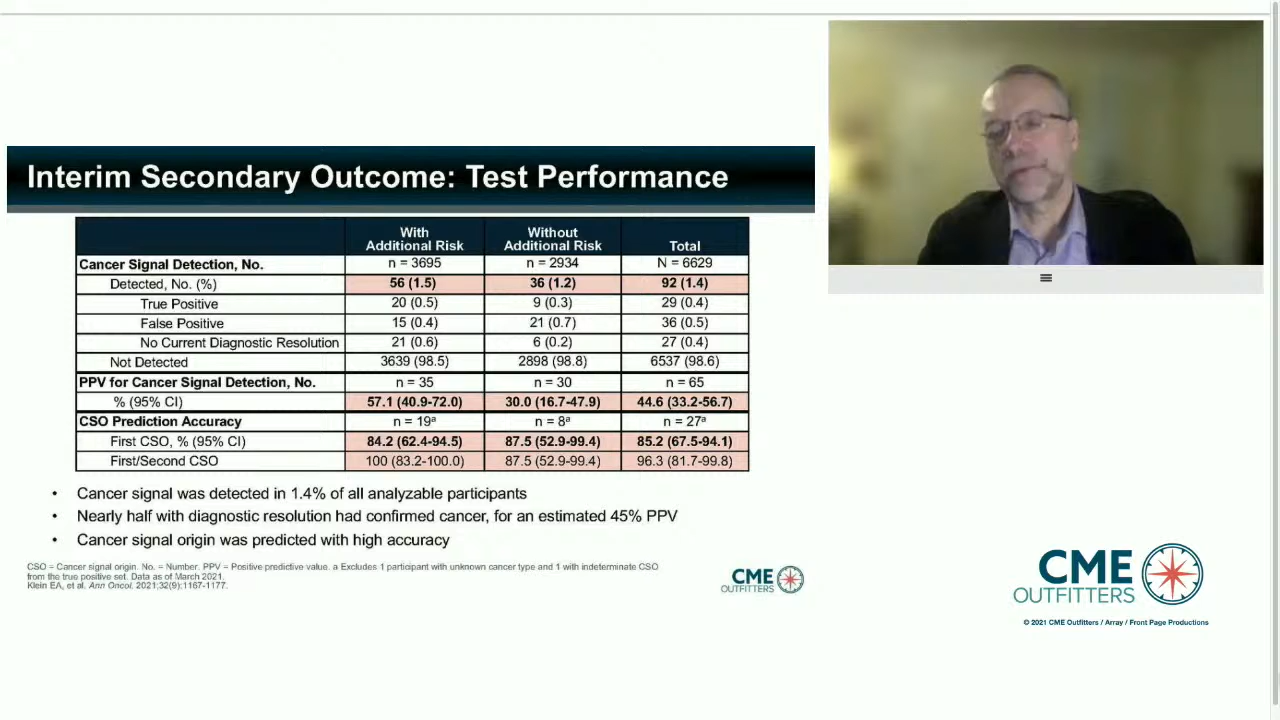 Interim Secondary Outcome: Test Performance
With Additional Risk Without Additional Risk Total
Cancer Signal Detection, No. n = 3695 n = 2934 N = 6629
Detected, No. (%) 56 (1.5) 36 (1.2) 92 (1.4)
True Positive 20 (0.5) 9 (0.3) 29 (0.4)
False Positive 15 (0.4) 21 (0.7) 36 (0.5)
No Current Diagnostic Resolution 21 (0.6) 6 (0.2) 27 (0.4)
Not Detected 3639 (98.5) 2898 (98.8) 6537 (98.6)
PPV for Cancer Signal Detection, No. n = 35 n = 30 n = 65
% (95% CI) 57.1 (40.9-72.0) 30.0 (16.7-47.9) 44.6 (33.2-56.7)
CSO Prediction Accuracy n = 19ª n = 8ª n = 27ª
First CSO, % (95% CI) 84.2 (62.4-94.5) 87.5 (52.9-99.4) 85.2 (67.5-94.1)
First/Second CSO 100 (83.2-100.0) 87.5 (52.9-99.4) 96.3 (81.7-99.8)
• Cancer signal was detected in 1.4% of all analyzable participants
• Nearly half with diagnostic resolution had confirmed cancer, for an estimated 45% PPV
• Cancer signal origin was predicted with high accuracy
CSO = Cancer signal origin. No. = Number. PPV = Positive predictive value. a Excludes 1 participant with unknown cancer type and 1 with indeterminate CSO
from the true positive set. Data as of March 2021.
Klein EA, et al. Ann Oncol. 2021;32(9):1167-1177.
CME
OUTFITTERS
CME
OUTFITTERS
© 2021 CME Outfitters / Array / Front Page Productions